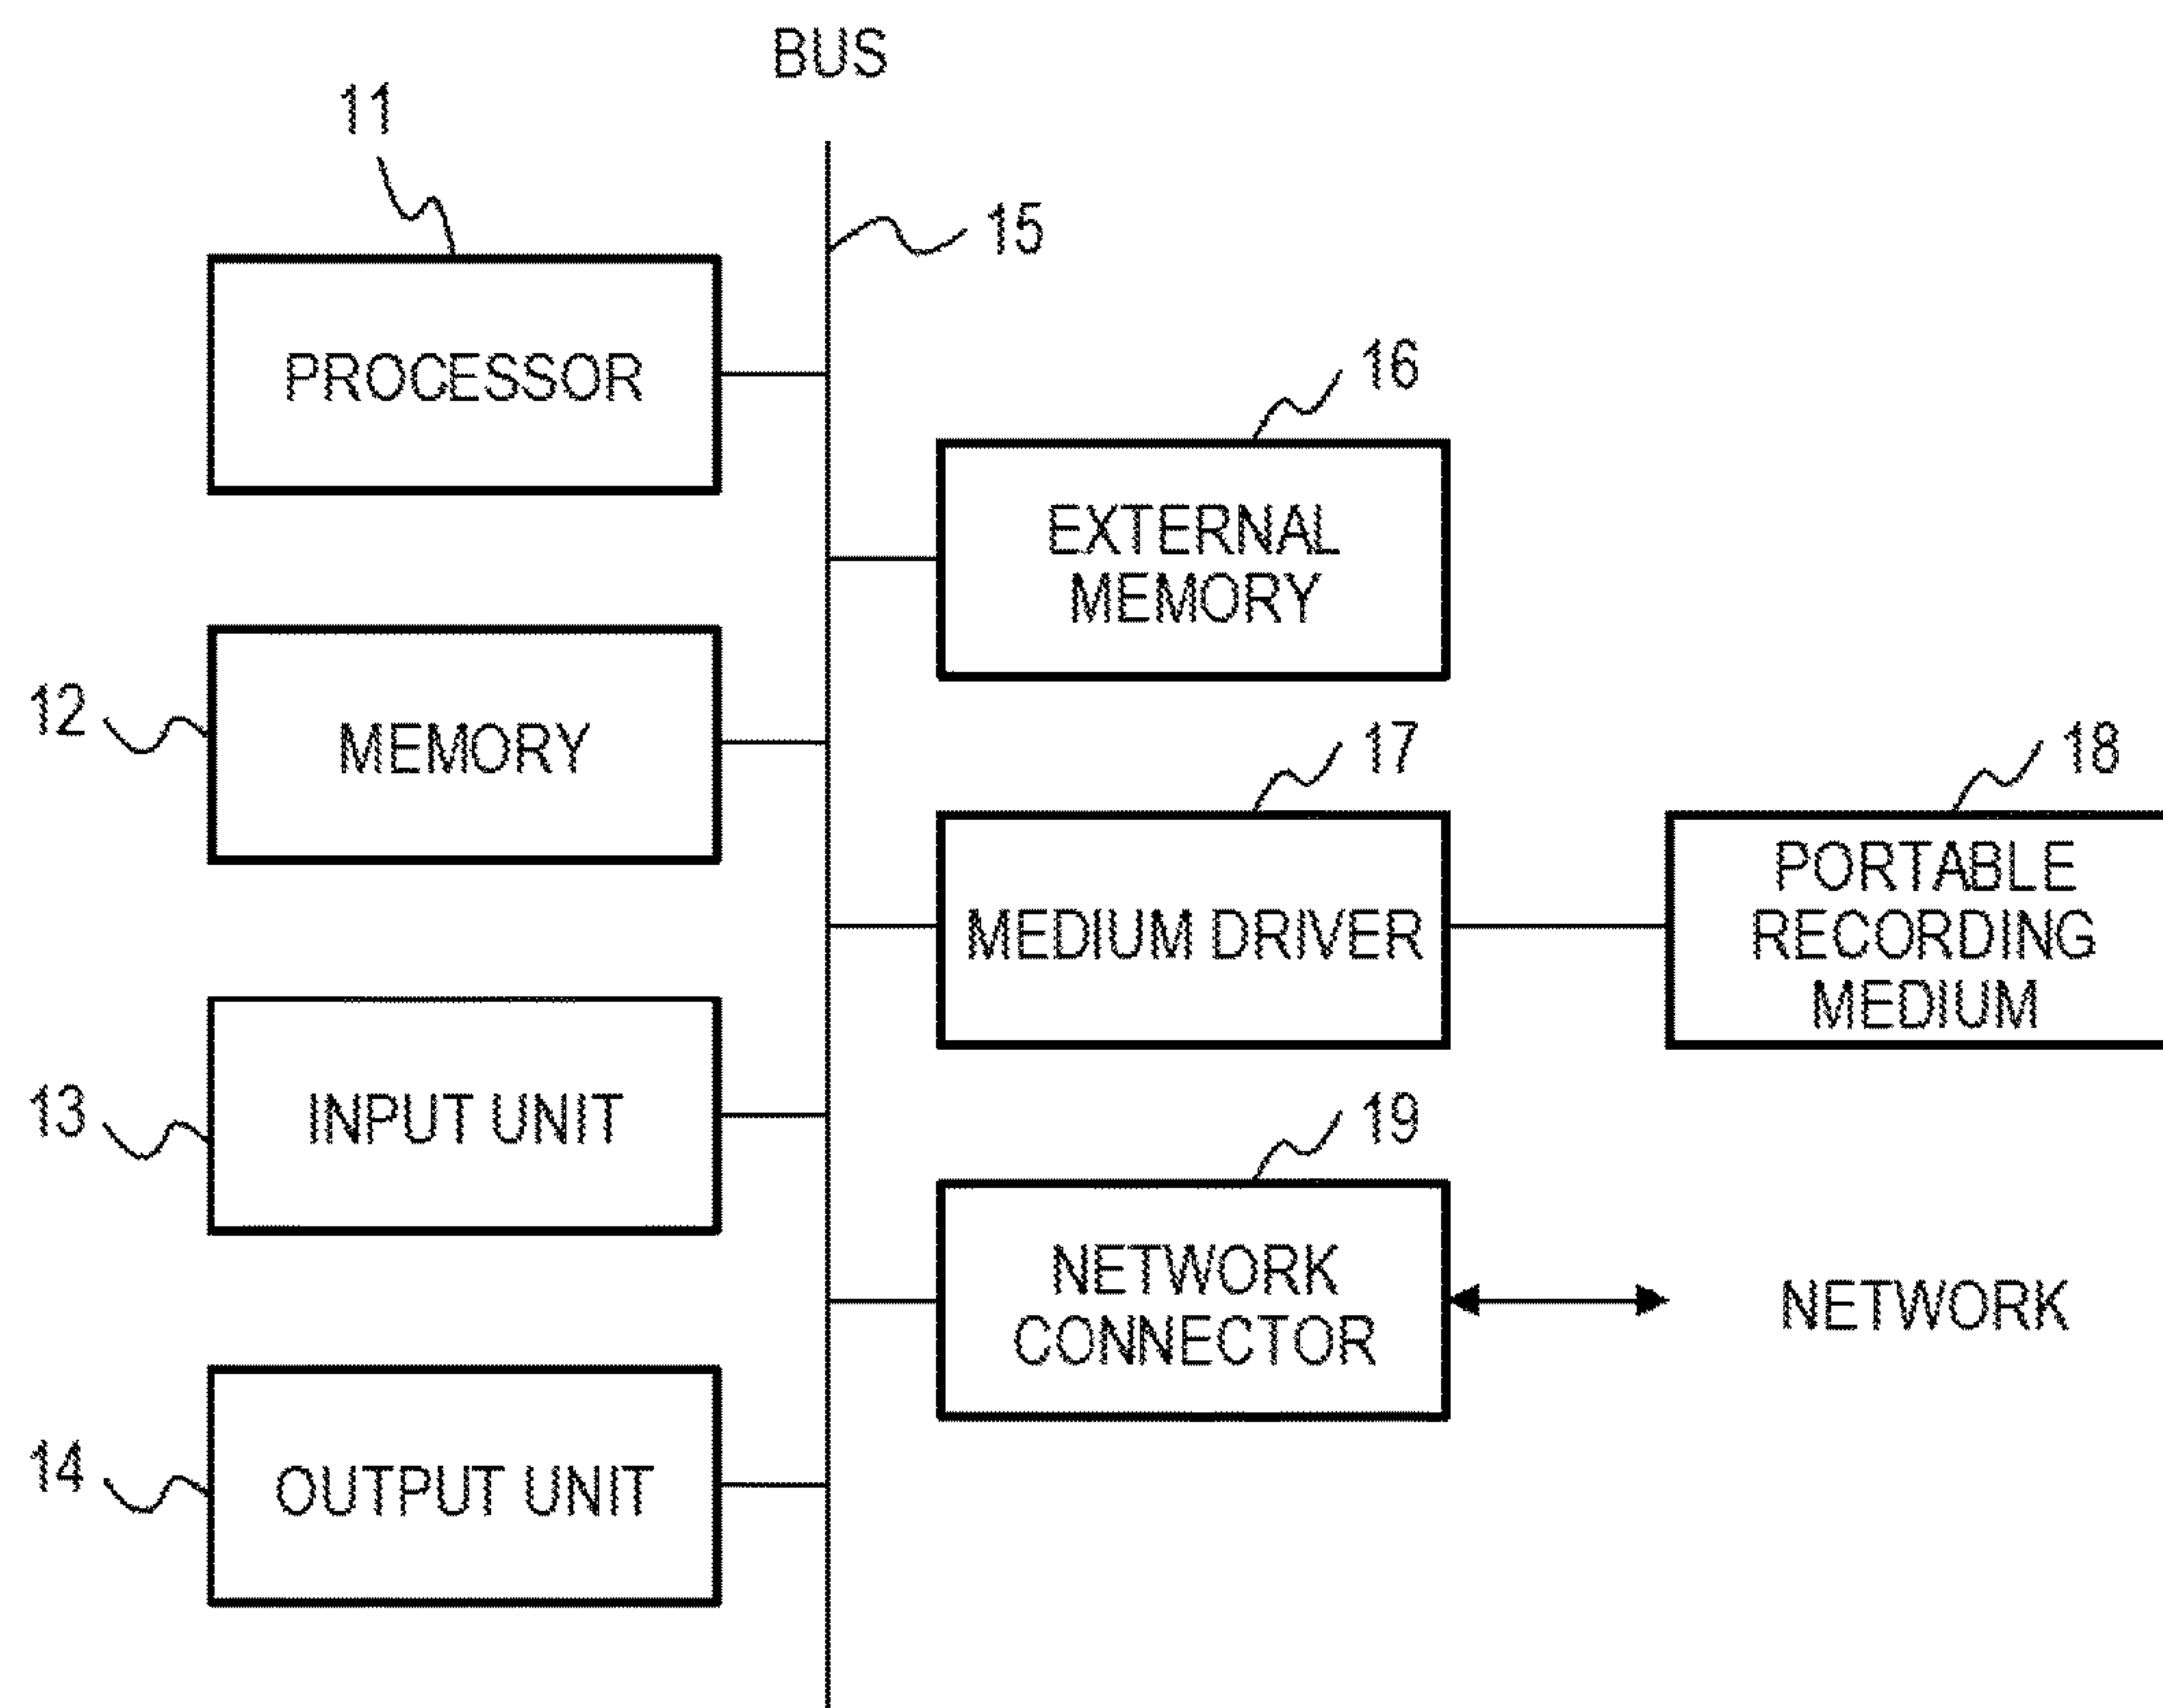 BUS
11
15
PROCESSOR
16
EXTERNAL
MEMORY
12
MEMORY
17
18
MEDIUM DRIVER
PORTABLE
RECORDING
MEDIUM
13
INPUT UNIT
19
NETWORK
CONNECTOR
NETWORK
14
OUTPUT UNIT